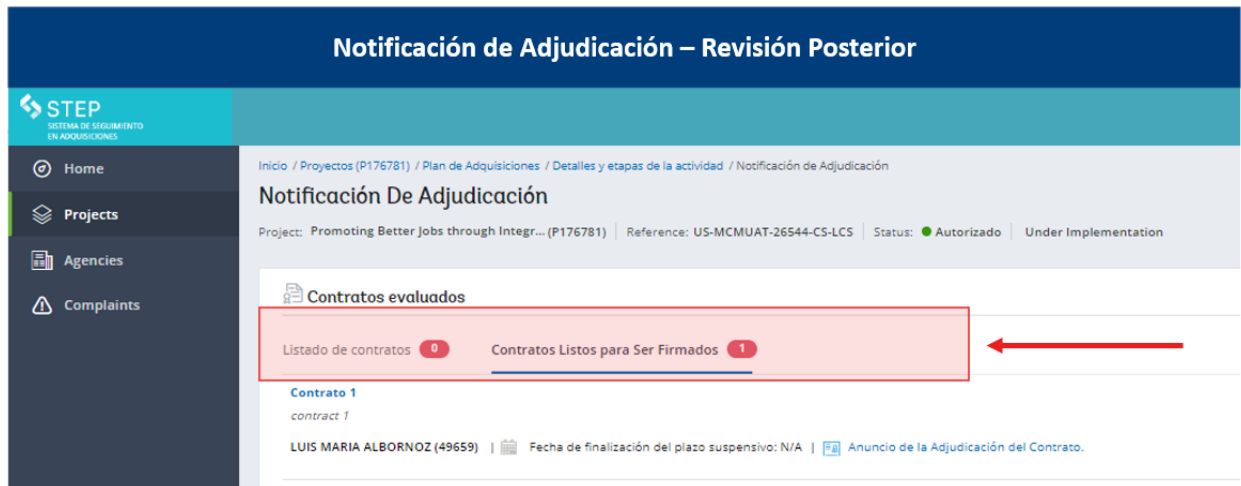 Notificación de Adjudicación – Revisión Posterior
STEP
SISTEMA DE SEGUIMIENTO
EN ADQUISICIONES
Home
Projects
Agencies
Complaints
Inicio / Proyectos (P176781) / Plan de Adquisiciones / Detalles y etapas de la actividad / Notificación de Adjudicación
Notificación De Adjudicación
Project: Promoting Better Jobs through Integr... (P176781) | Reference: US-MCMUAT-26544-CS-LCS | Status: Autorizado | Under Implementation
Contratos evaluados
Listado de contratos 0 Contratos Listos para Ser Firmados 1
Contrato 1
contract 1
LUIS MARIA ALBORNOZ (49659) | Fecha de finalización del plazo suspensivo: N/A | Anuncio de la Adjudicación del Contrato.